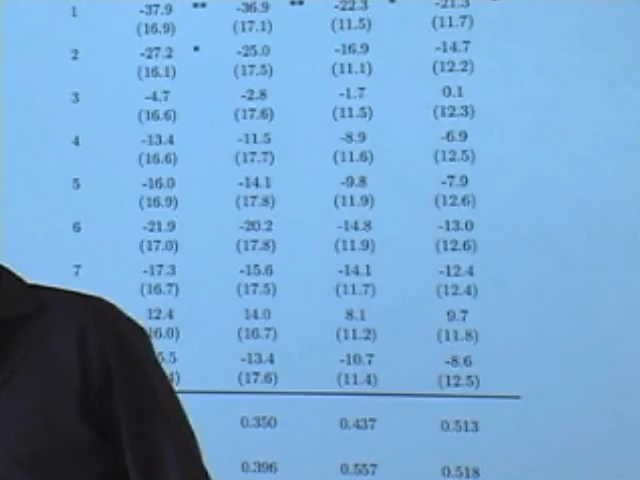 1 -37.9 ** -36.9 ** -22.3 * -21.3 *
(16.9) (17.1) (11.5) (11.7)
2 -27.2 * -25.0 -16.9 -14.7
(16.1) (17.5) (11.1) (12.2)
3 -4.7 -2.8 -1.7 0.1
(16.6) (17.6) (11.5) (12.3)
4 -13.4 -11.5 -8.9 -6.9
(16.6) (17.7) (11.6) (12.5)
5 -16.0 -14.1 -9.8 -7.9
(16.9) (17.8) (11.9) (12.6)
6 -21.9 -20.2 -14.8 -13.0
(17.0) (17.8) (11.9) (12.6)
7 -17.3 -15.6 -14.1 -12.4
(16.7) (17.5) (11.7) (12.4)
12.4 14.0 8.1 9.7
(16.7) (11.2) (11.8)
-13.4 -10.7 -8.6
(17.6) (11.4) (12.5)
0.350 0.437 0.513
0.396 0.557 0.518